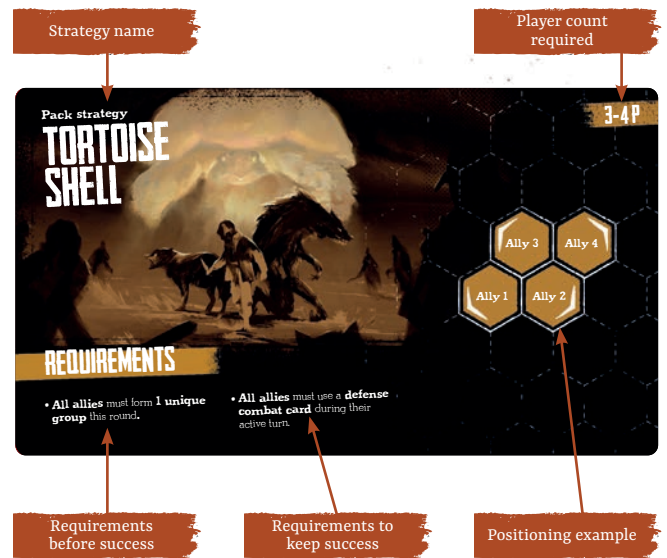 Strategy name
Player count
required
Pack strategy
TORTOISE
SHELL
3-4 P
Ally 3
Ally 4
Ally 1
Ally 2
REQUIREMENTS
• All allies must form 1 unique
group this round.
• All allies must use a defense
combat card during their
active turn.
Requirements
before success
Requirements to
keep success
Positioning example